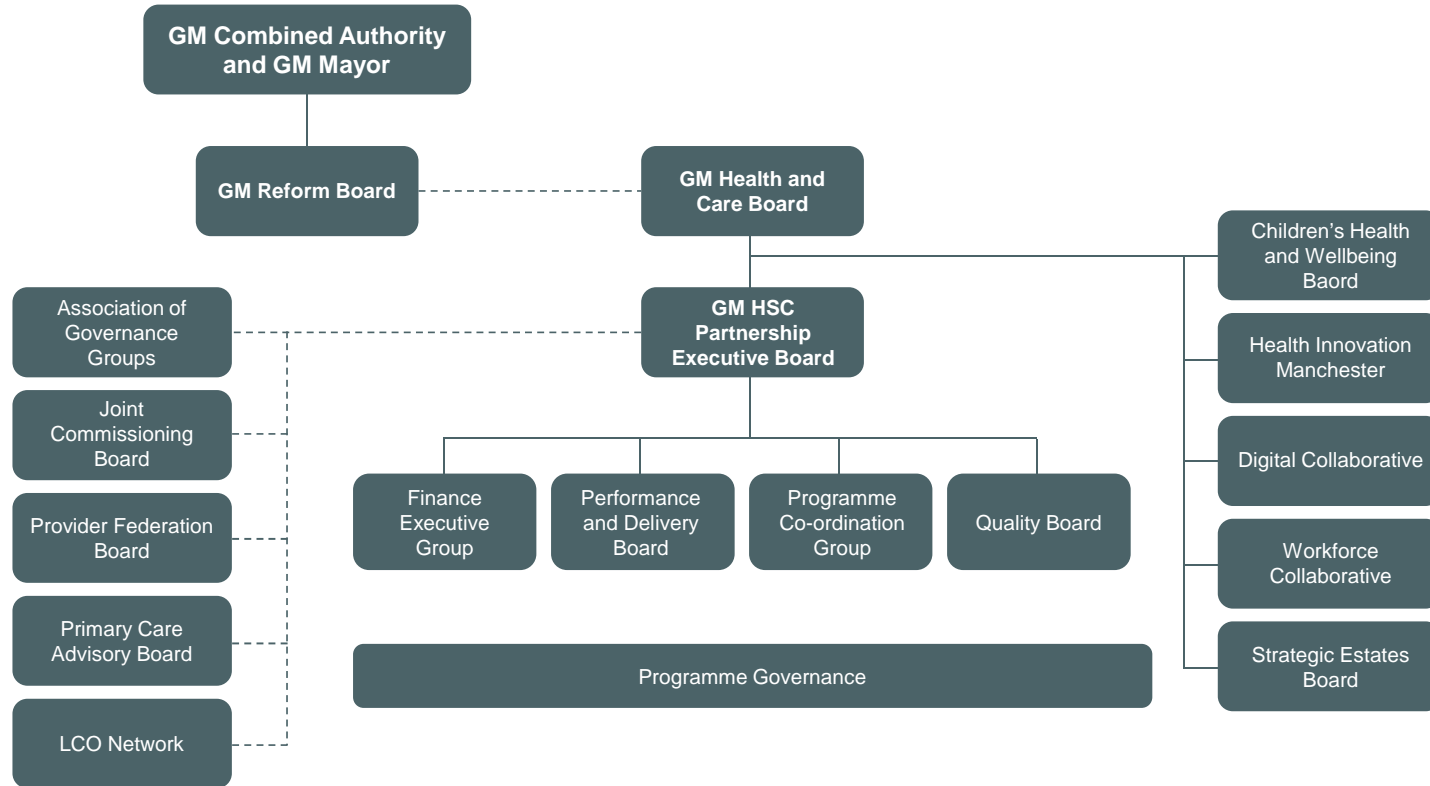 GM Combined Authority
and GM Mayor
GM Reform Board
GM Health and
Care Board
Children’s Health
and Wellbeing
Baord
Association of
Governance
Groups
GM HSC
Partnership
Executive Board
Health Innovation
Manchester
Joint
Commissioning
Board
Digital Collaborative
Finance
Executive
Group
Performance
and Delivery
Board
Programme
Co-ordination
Group
Quality Board
Provider Federation
Board
Workforce
Collaborative
Primary Care
Advisory Board
Programme Governance
Strategic Estates
Board
LCO Network